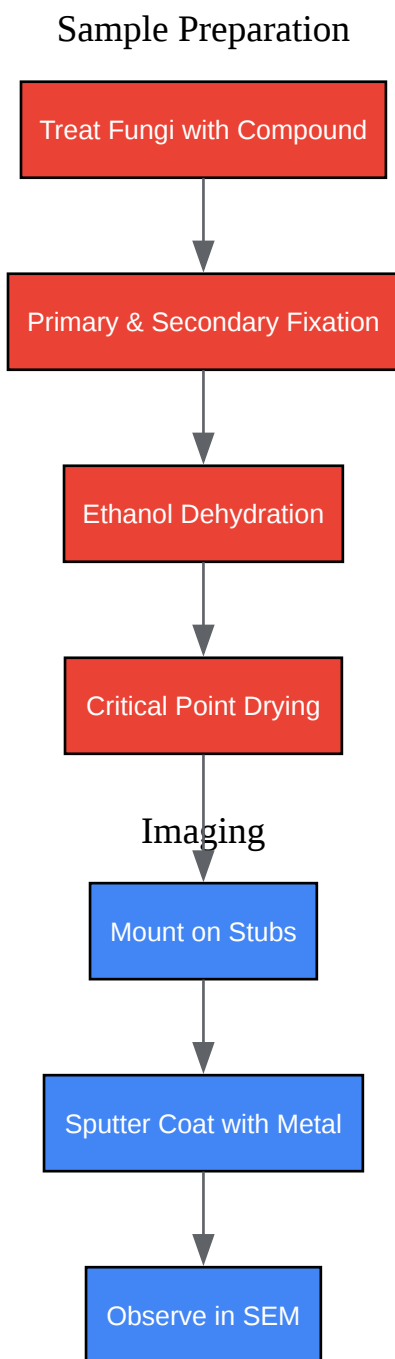 Sample Preparation
Treat Fungi with Compound
Primary & Secondary Fixation
Ethanol Dehydration
Critical Point Drying
Imaging
Mount on Stubs
Sputter Coat with Metal
Observe in SEM